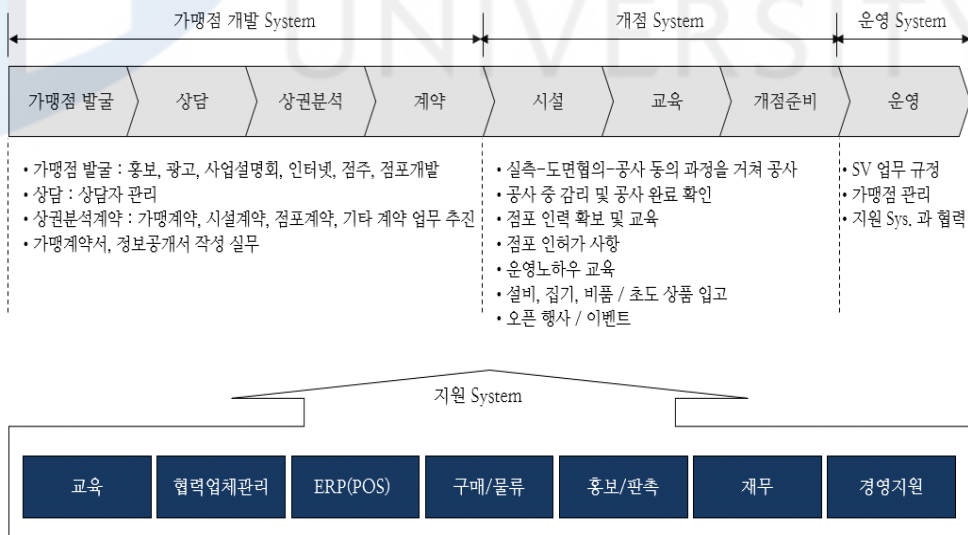 UNIVERSITY
가맹점 개발 System
개점 System
운영 System
가맹점 발굴
상담
상권분석
계약
시설
교육
개점준비
운영
• 가맹점 발굴 : 홍보, 광고, 사업설명회, 인터넷, 점주, 점포개발
• 상담 : 상담자 관리
• 상권분석계약 : 가맹계약, 시설계약, 점포계약, 기타 계약 업무 추진
• 가맹계약서, 정보공개서 작성 실무
• 실측-도면협의-공사 동의 과정을 거쳐 공사
• 공사 중 감리 및 공사 완료 확인
• 점포 인력 확보 및 교육
• 점포 인허가 사항
• 운영노하우 교육
• 설비, 집기, 비품 / 초도 상품 입고
• 오픈 행사 / 이벤트
• SV 업무 규정
• 가맹점 관리
• 지원 Sys. 과 협력
지원 System
교육
협력업체관리
ERP(POS)
구매/물류
홍보/판촉
재무
경영지원